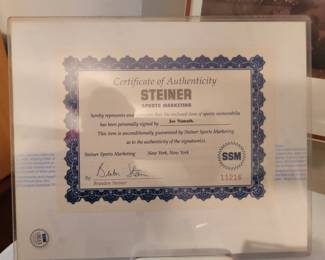 Certificate of Authenticity
STEINER
SPORTS MARKETING
hereby represents and that the enclosed item of sports memorabilia
has been personally signed by Joe Namath
This item is unconditionally guaranteed by Steiner Sports Marketing
as to the authenticity of the signature(s).
Steiner Sports Marketing New York, New York
SSM
By:
Brandon Steiner
11216